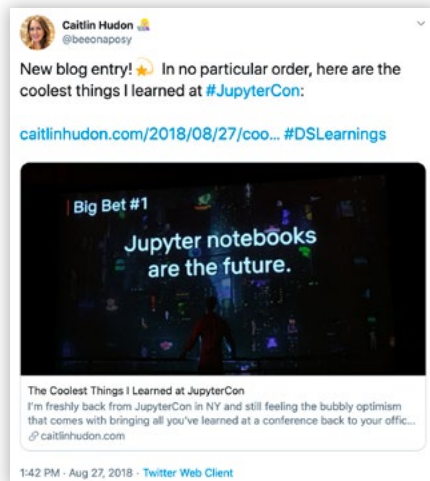 Caitlin Hudon
@beeonaposy
New blog entry! In no particular order, here are the
coolest things I learned at #JupyterCon:
caitlinhudon.com/2018/08/27/coo... #DSLearnings
Big Bet #1
Jupyter notebooks
are the future.
The Coolest Things I Learned at JupyterCon
I'm freshly back from JupyterCon in NY and still feeling the bubbly optimism
that comes with bringing all you've learned at a conference back to your offic...
caitlinhudon.com
1:42 PM · Aug 27, 2018 · Twitter Web Client